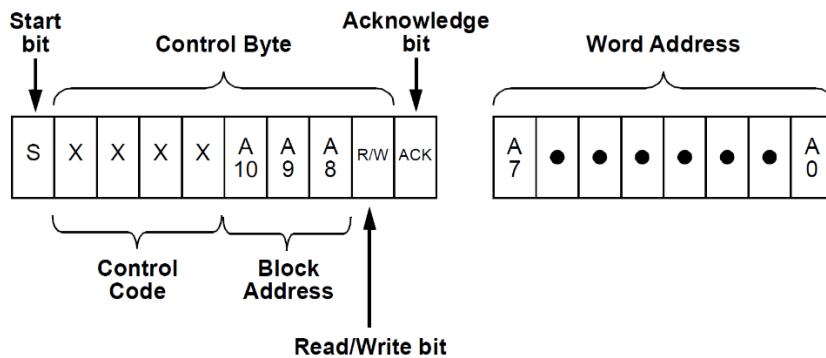 Start
bit
Control Byte
Acknowledge
bit
Word Address
S X X X X A
10 A
9 A
8 R/W ACK
A
7 A
0
Control
Code
Block
Address
Read/Write bit